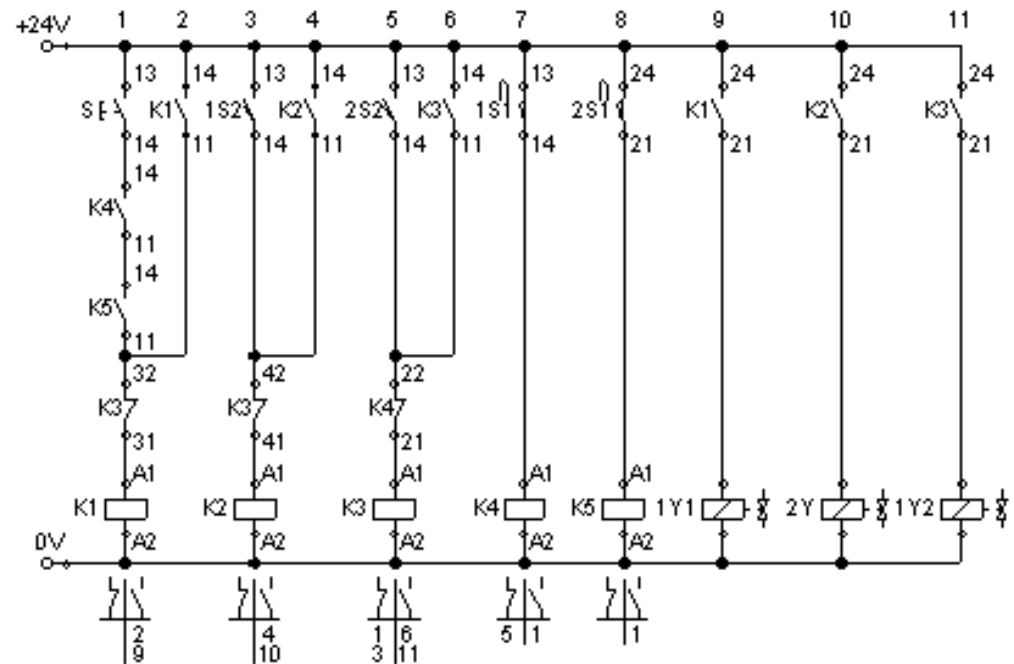 1 2 3 4 5 6 7 8 9 10 11
+24V
13 14 13 14 13 14 13 24 24 24 24
S K1 1S2 K2 2S2 K3 1S1 2S1 K1 K2 K3
14 11 14 11 14 11 14 21 21 21 21
14
K4
11
14
K5
11
32 42 22
K3 K3 K4
31 41 21
A1 A1 A1 A1 A1
K1 K2 K3 K4 K5 1Y1 2Y 1Y2
0V A2 A2 A2 A2 A2
2 4 1 6 5 1 1
9 10 3 11